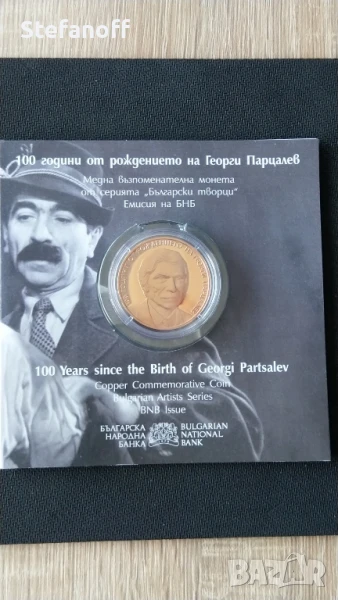 Stefanoff
100 години от рождението на Георги Парцалев
Медна възпоменателна монета
от серията „Български творци“
Емисия на БНБ
100 Years since the Birth of Georgi Partsalev
Copper Commemorative Coin
Bulgarian Artists Series
BNB Issue
БЪЛГАРСКА НАРОДНА БАНКА
BULGARIAN NATIONAL BANK
BAZAR.bg